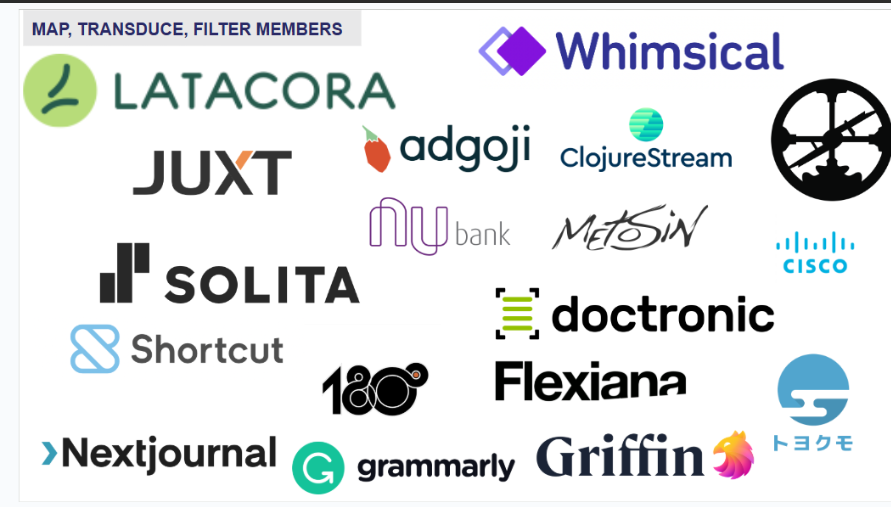 MAP, TRANSDUCE, FILTER MEMBERS
Whimsical
LATACORA
adgoji
ClojureStream
JUXT
nu bank
METOSIN
CISCO
SOLITA
doctronic
Shortcut
180°
Flexiana
トヨクモ
Nextjournal
grammarly
Griffin